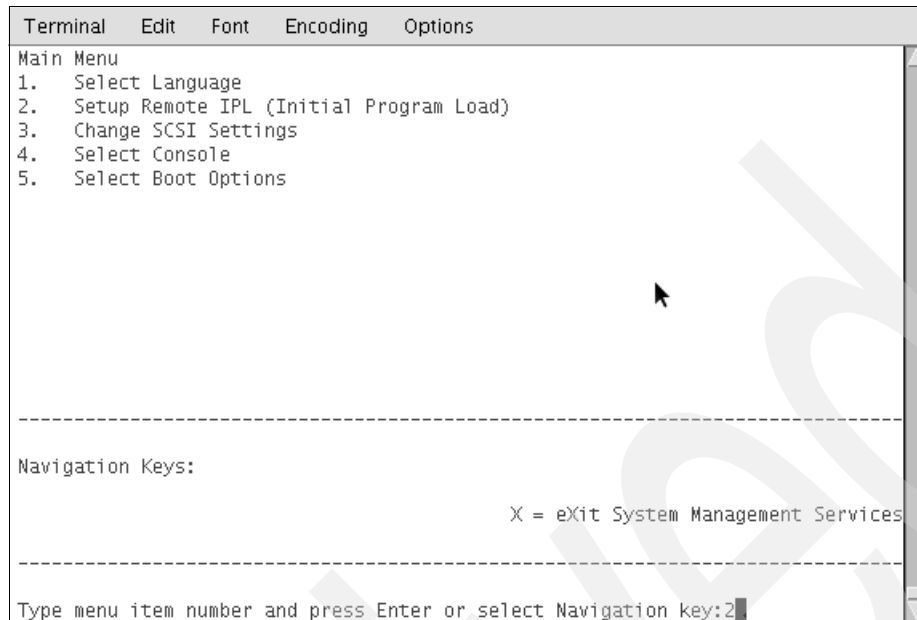 Terminal Edit Font Encoding Options
Main Menu
1. Select Language
2. Setup Remote IPL (Initial Program Load)
3. Change SCSI Settings
4. Select Console
5. Select Boot Options
Navigation Keys:
X = eXit System Management Services
Type menu item number and press Enter or select Navigation key:2